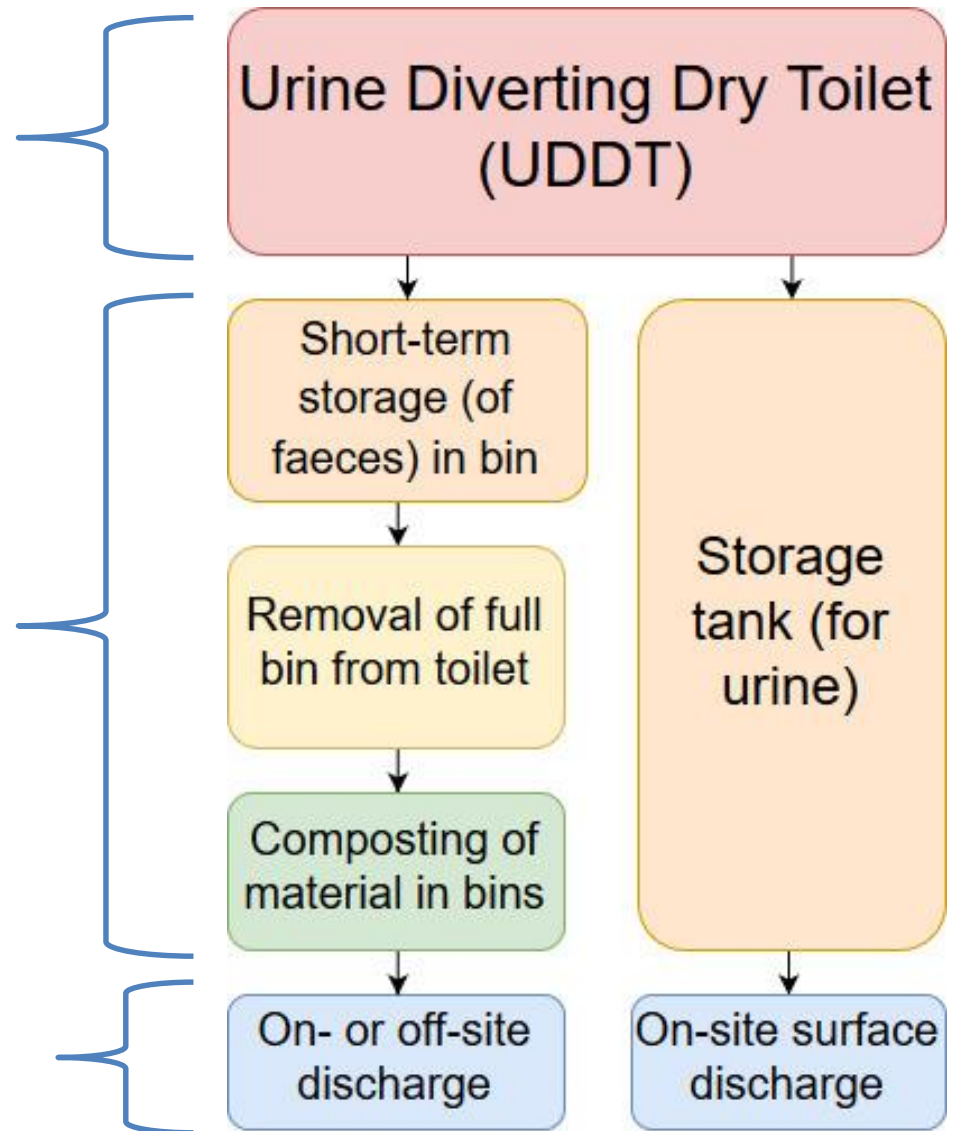 Urine Diverting Dry Toilet
(UDDT)
Short-term
storage (of
faeces) in bin
Removal of full
bin from toilet
Composting of
material in bins
On- or off-site
discharge
Storage
tank (for
urine)
On-site surface
discharge